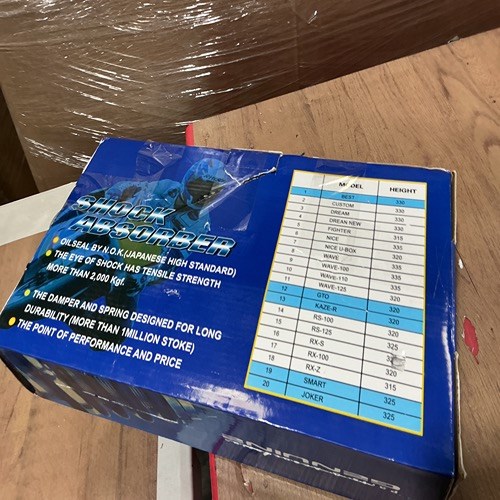 SHOCK
ABSORBER
• OILSEAL BY N.O.K.(JAPANESE HIGH STANDARD)
• THE EYE OF SHOCK HAS TENSILE STRENGTH
MORE THAN 2,000 Kgf.
• THE DAMPER AND SPRING DESIGNED FOR LONG
DURABILITY (MORE THAN 1MILLION STOKE)
• THE POINT OF PERFORMANCE AND PRICE
MODEL HEIGHT
1 BEST 330
2 CUSTOM 330
3 DREAM 330
4 DREAN NEW 330
5 FIGHTER 315
6 NICE 335
7 NICE U-BOX 320
8 WAVE 335
9 WAVE-100 335
10 WAVE-110 335
11 WAVE-125 320
12 GTO 320
13 KAZE-R 320
14 RS-100 320
15 RS-125 325
16 RX-S
17 RX-100 320
18 RX-Z 315
19 SMART 325
20 JOKER 325
GENUINE